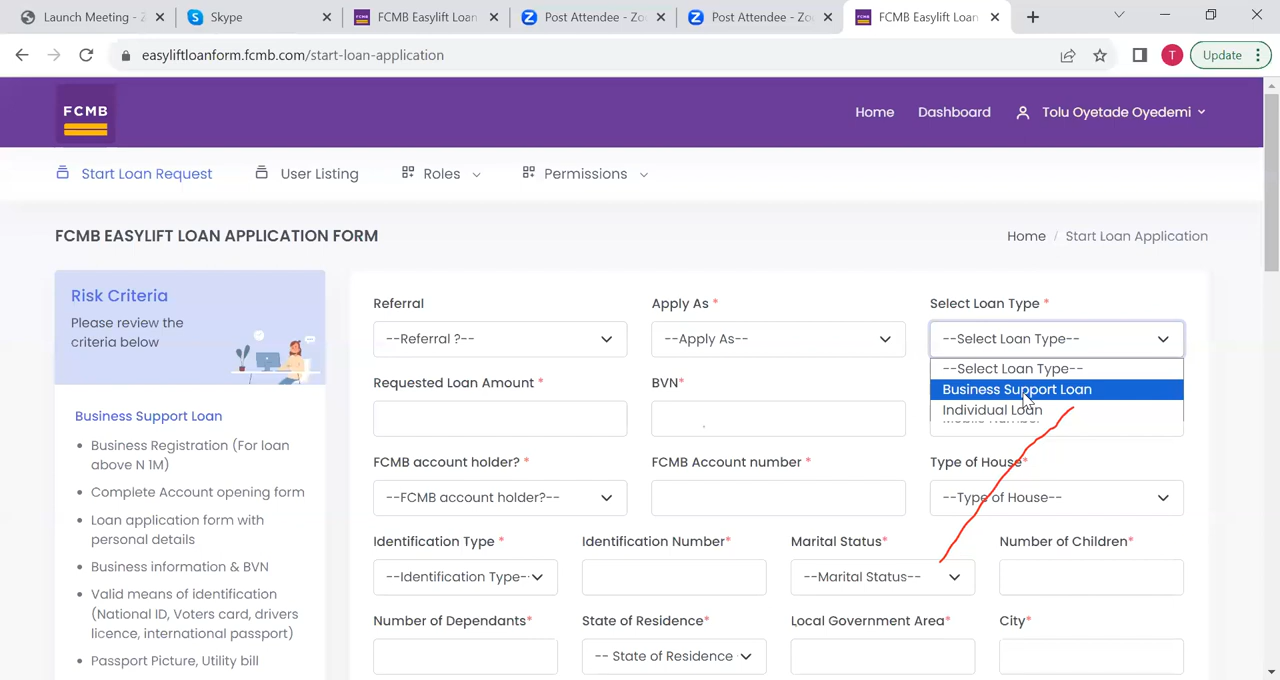 Launch Meeting - Z
Skype
FCMB Easylift Loan
Post Attendee - Zo
Post Attendee - Zo
FCMB Easylift Loan
easyliftloanform.fcmb.com/start-loan-application
T
Update
FCMB
Home
Dashboard
Tolu Oyetade Oyedemi
Start Loan Request
User Listing
Roles
Permissions
FCMB EASYLIFT LOAN APPLICATION FORM
Home / Start Loan Application
Risk Criteria
Please review the
criteria below
Business Support Loan
• Business Registration (For loan
above N 1M)
• Complete Account opening form
• Loan application form with
personal details
• Business information & BVN
• Valid means of identification
(National ID, Voters card, drivers
licence, international passport)
• Passport Picture, Utility bill
Referral
--Referral ?--
Apply As *
--Apply As--
Select Loan Type *
--Select Loan Type--
--Select Loan Type--
Business Support Loan
Individual Loan
Requested Loan Amount *
BVN*
Mobile Number
FCMB account holder? *
--FCMB account holder?--
FCMB Account number *
Type of House*
--Type of House--
Identification Type *
--Identification Type-
Identification Number*
Marital Status*
--Marital Status--
Number of Children*
Number of Dependants*
State of Residence*
-- State of Residence
Local Government Area*
City*